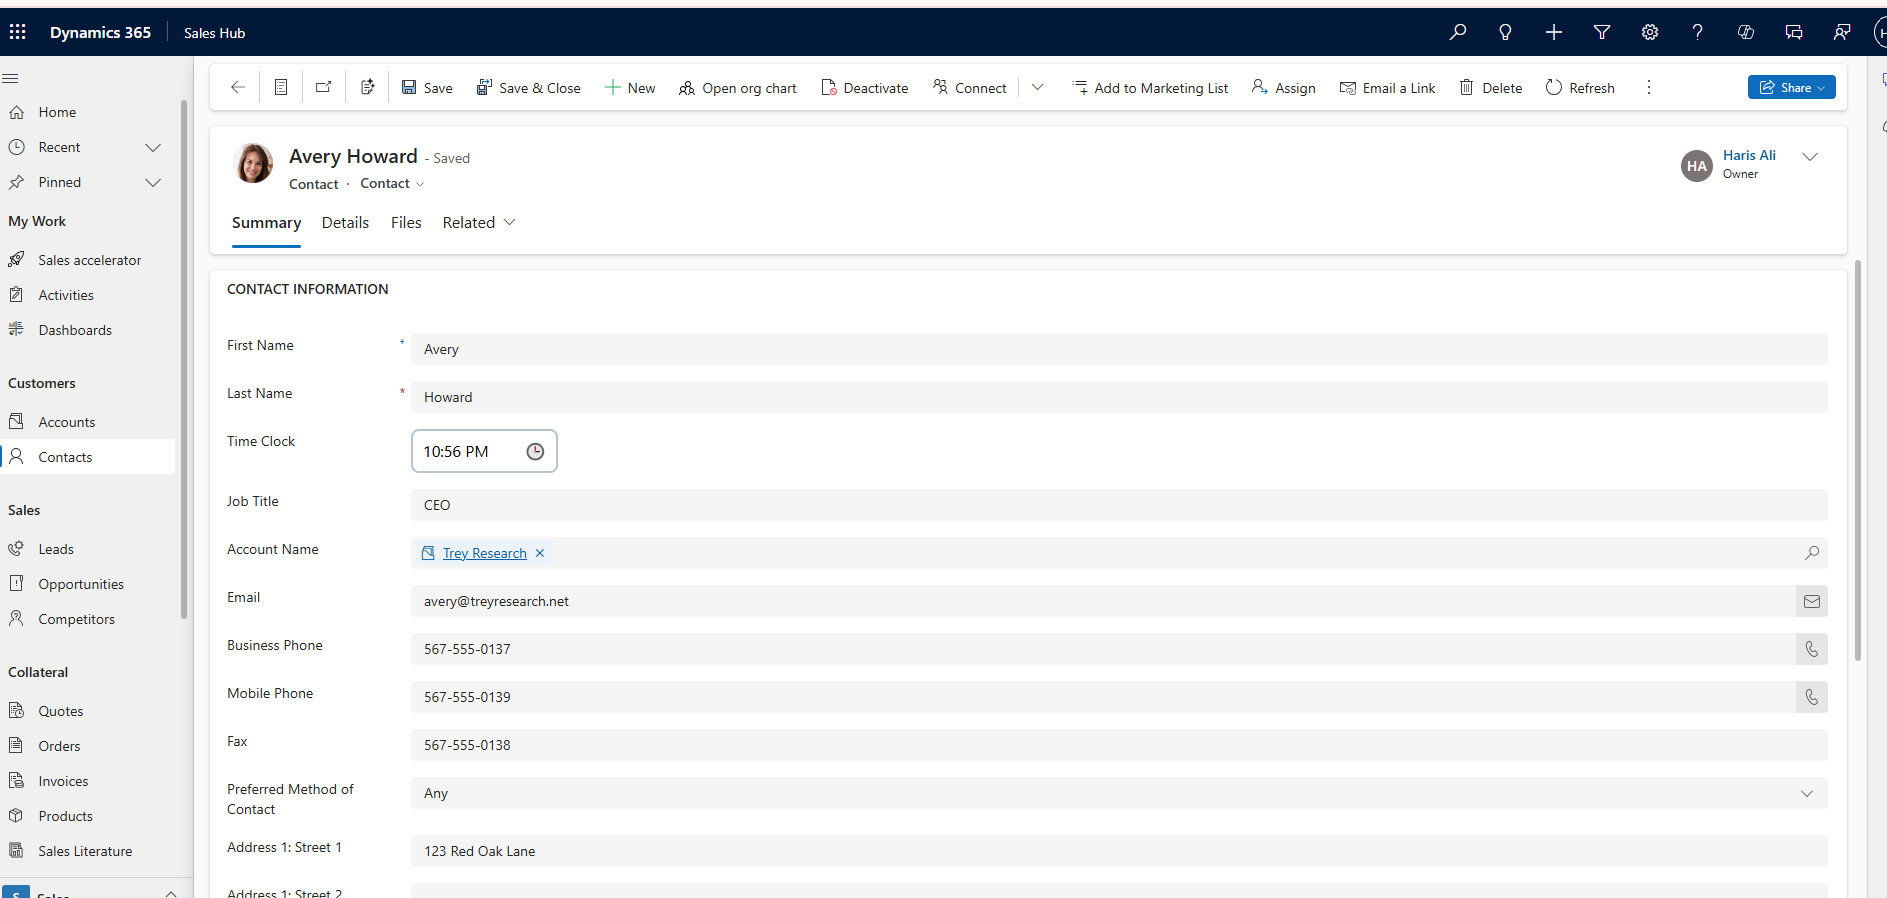 Dynamics 365
Sales Hub
Home
Recent
Pinned
My Work
Sales accelerator
Activities
Dashboards
Customers
Accounts
Contacts
Sales
Leads
Opportunities
Competitors
Collateral
Quotes
Orders
Invoices
Products
Sales Literature
S Sales
Save
Save & Close
New
Open org chart
Deactivate
Connect
Add to Marketing List
Assign
Email a Link
Delete
Refresh
Share
Avery Howard - Saved
Contact · Contact
HA
Haris Ali
Owner
Summary
Details
Files
Related
CONTACT INFORMATION
First Name + Avery
Last Name * Howard
Time Clock 10:56 PM
Job Title CEO
Account Name Trey Research
Email avery@treyresearch.net
Business Phone 567-555-0137
Mobile Phone 567-555-0139
Fax 567-555-0138
Preferred Method of
Contact
Any
Address 1: Street 1 123 Red Oak Lane
Address 1: Street 2